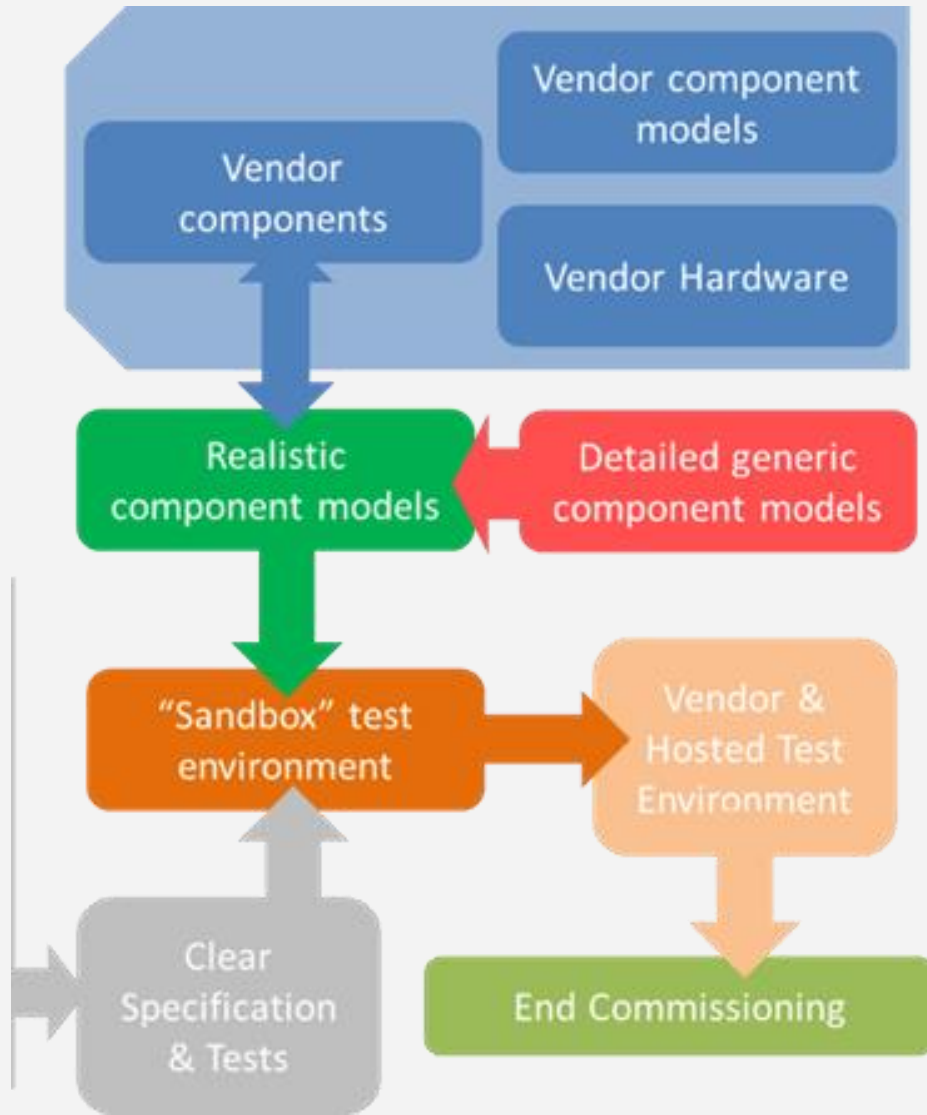 Vendor component
models
Vendor
components
Vendor Hardware
Realistic
component models
Detailed generic
component models
“Sandbox” test
environment
Vendor &
Hosted Test
Environment
Clear
Specification
& Tests
End Commissioning